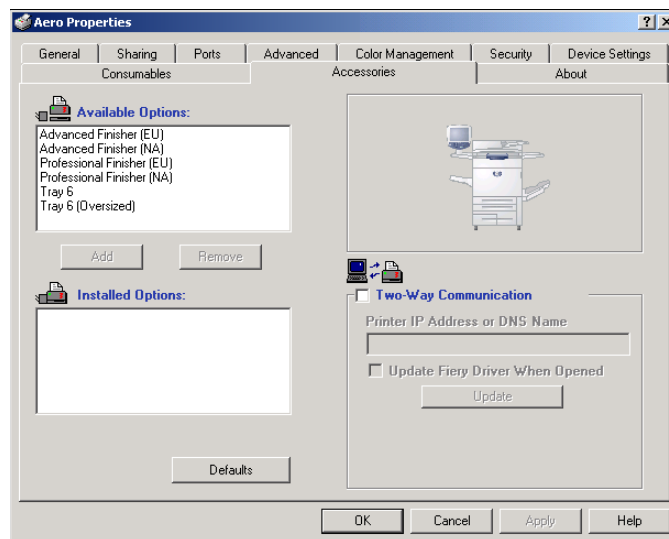 Aero Properties
General Sharing Ports Advanced Color Management Security Device Settings
Consumables Accessories About
Available Options:
Advanced Finisher (EU)
Advanced Finisher (NA)
Professional Finisher (EU)
Professional Finisher (NA)
Tray 6
Tray 6 (Oversized)
Add Remove
Installed Options:
Two-Way Communication
Printer IP Address or DNS Name
Update Fiery Driver When Opened
Update
Defaults
OK Cancel Apply Help